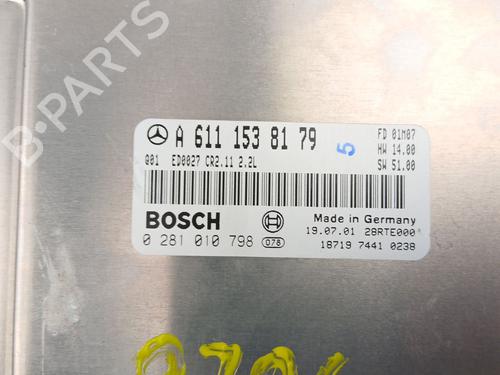 B-PARTS
A 611 153 81 79
5
FD 01M07
Q01 ED0027 CR2.11 2.2L
HW 14.00
SW 51.00
BOSCH
Made in Germany
0 281 010 798 078
19.07.01 28RTE000
18719 7441 0238